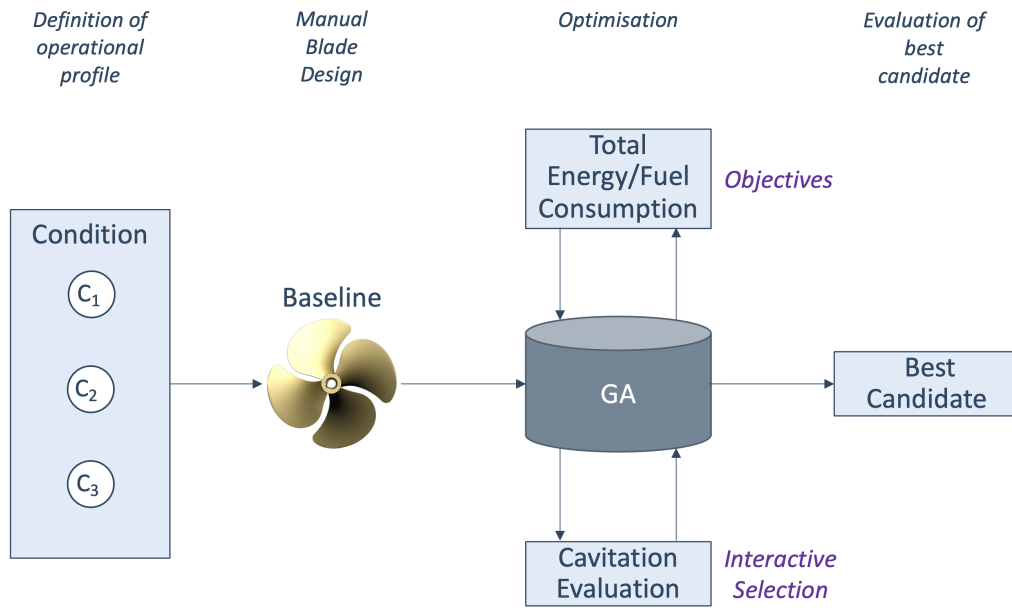 Definition of
operational
profile
Manual
Blade
Design
Optimisation
Evaluation of
best
candidate
Total
Energy/Fuel
Consumption
Objectives
Condition
C₁
C₂
C₃
Baseline
GA
Best
Candidate
Cavitation
Evaluation
Interactive
Selection